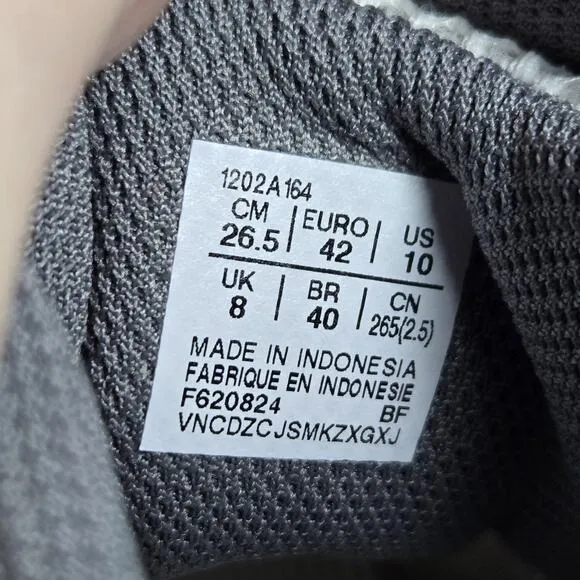 1202A164
CM | EURO | US
26.5 | 42 | 10
UK | BR | CN
8 | 40 | 265(2.5)
MADE IN INDONESIA
FABRIQUE EN INDONESIE
F620824 BF
VNCDZCJSMKZXGXJ